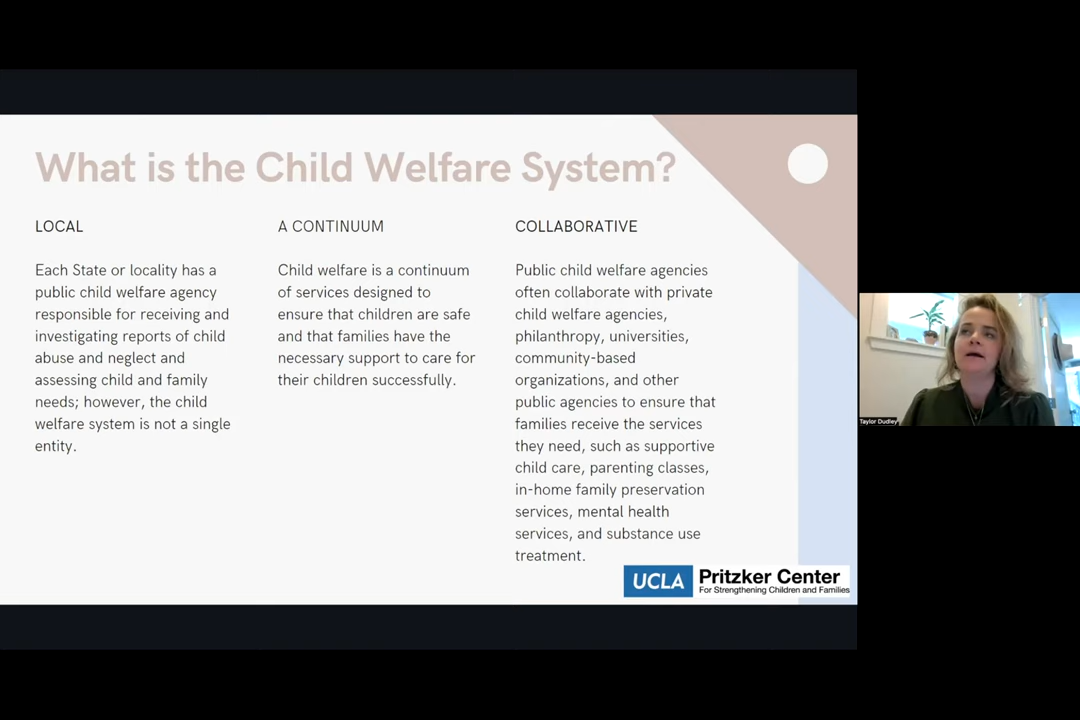 What is the Child Welfare System?
LOCAL
Each State or locality has a
public child welfare agency
responsible for receiving and
investigating reports of child
abuse and neglect and
assessing child and family
needs; however, the child
welfare system is not a single
entity.
A CONTINUUM
Child welfare is a continuum
of services designed to
ensure that children are safe
and that families have the
necessary support to care for
their children successfully.
COLLABORATIVE
Public child welfare agencies
often collaborate with private
child welfare agencies,
philanthropy, universities,
community-based
organizations, and other
public agencies to ensure that
families receive the services
they need, such as supportive
child care, parenting classes,
in-home family preservation
services, mental health
services, and substance use
treatment.
UCLA
Pritzker Center
For Strengthening Children and Families
Taylor Dudley